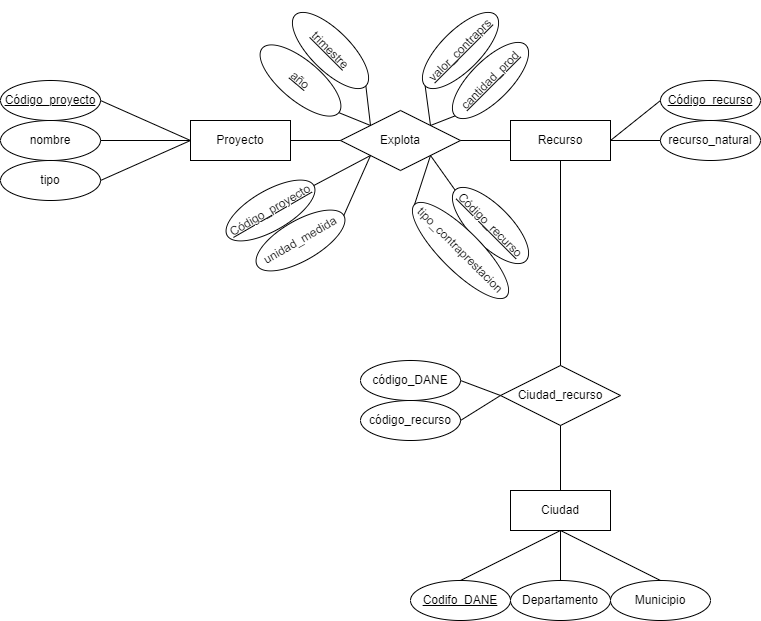 trimestre
año
valor_contraprs
cantidad_prod
Código_proyecto
nombre
tipo
Proyecto
Explota
Recurso
Código_recurso
recurso_natural
Código_proyecto
unidad_medida
Código_recurso
tipo_contraprestacion
código_DANE
código_recurso
Ciudad_recurso
Ciudad
Codifo_DANE
Departamento
Municipio